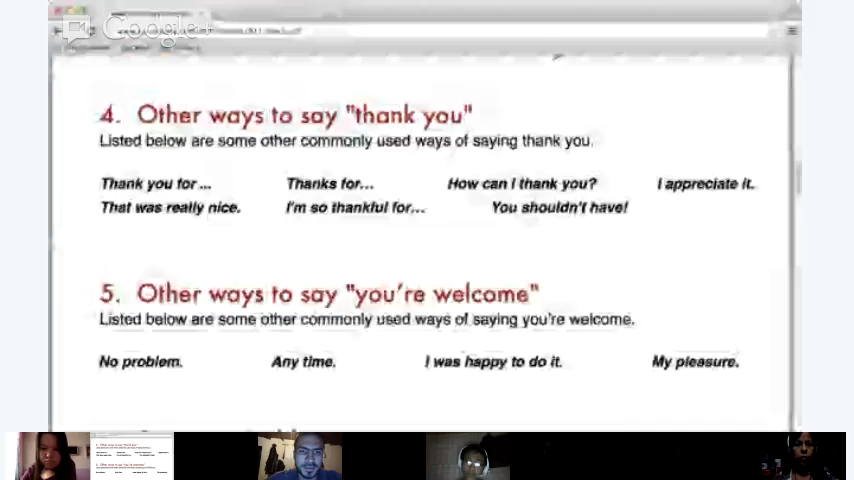 Google+
4. Other ways to say "thank you"
Listed below are some other commonly used ways of saying thank you.
Thank you for ... Thanks for... How can I thank you? I appreciate it.
That was really nice. I'm so thankful for... You shouldn't have!
5. Other ways to say "you're welcome"
Listed below are some other commonly used ways of saying you're welcome.
No problem. Any time. I was happy to do it. My pleasure.